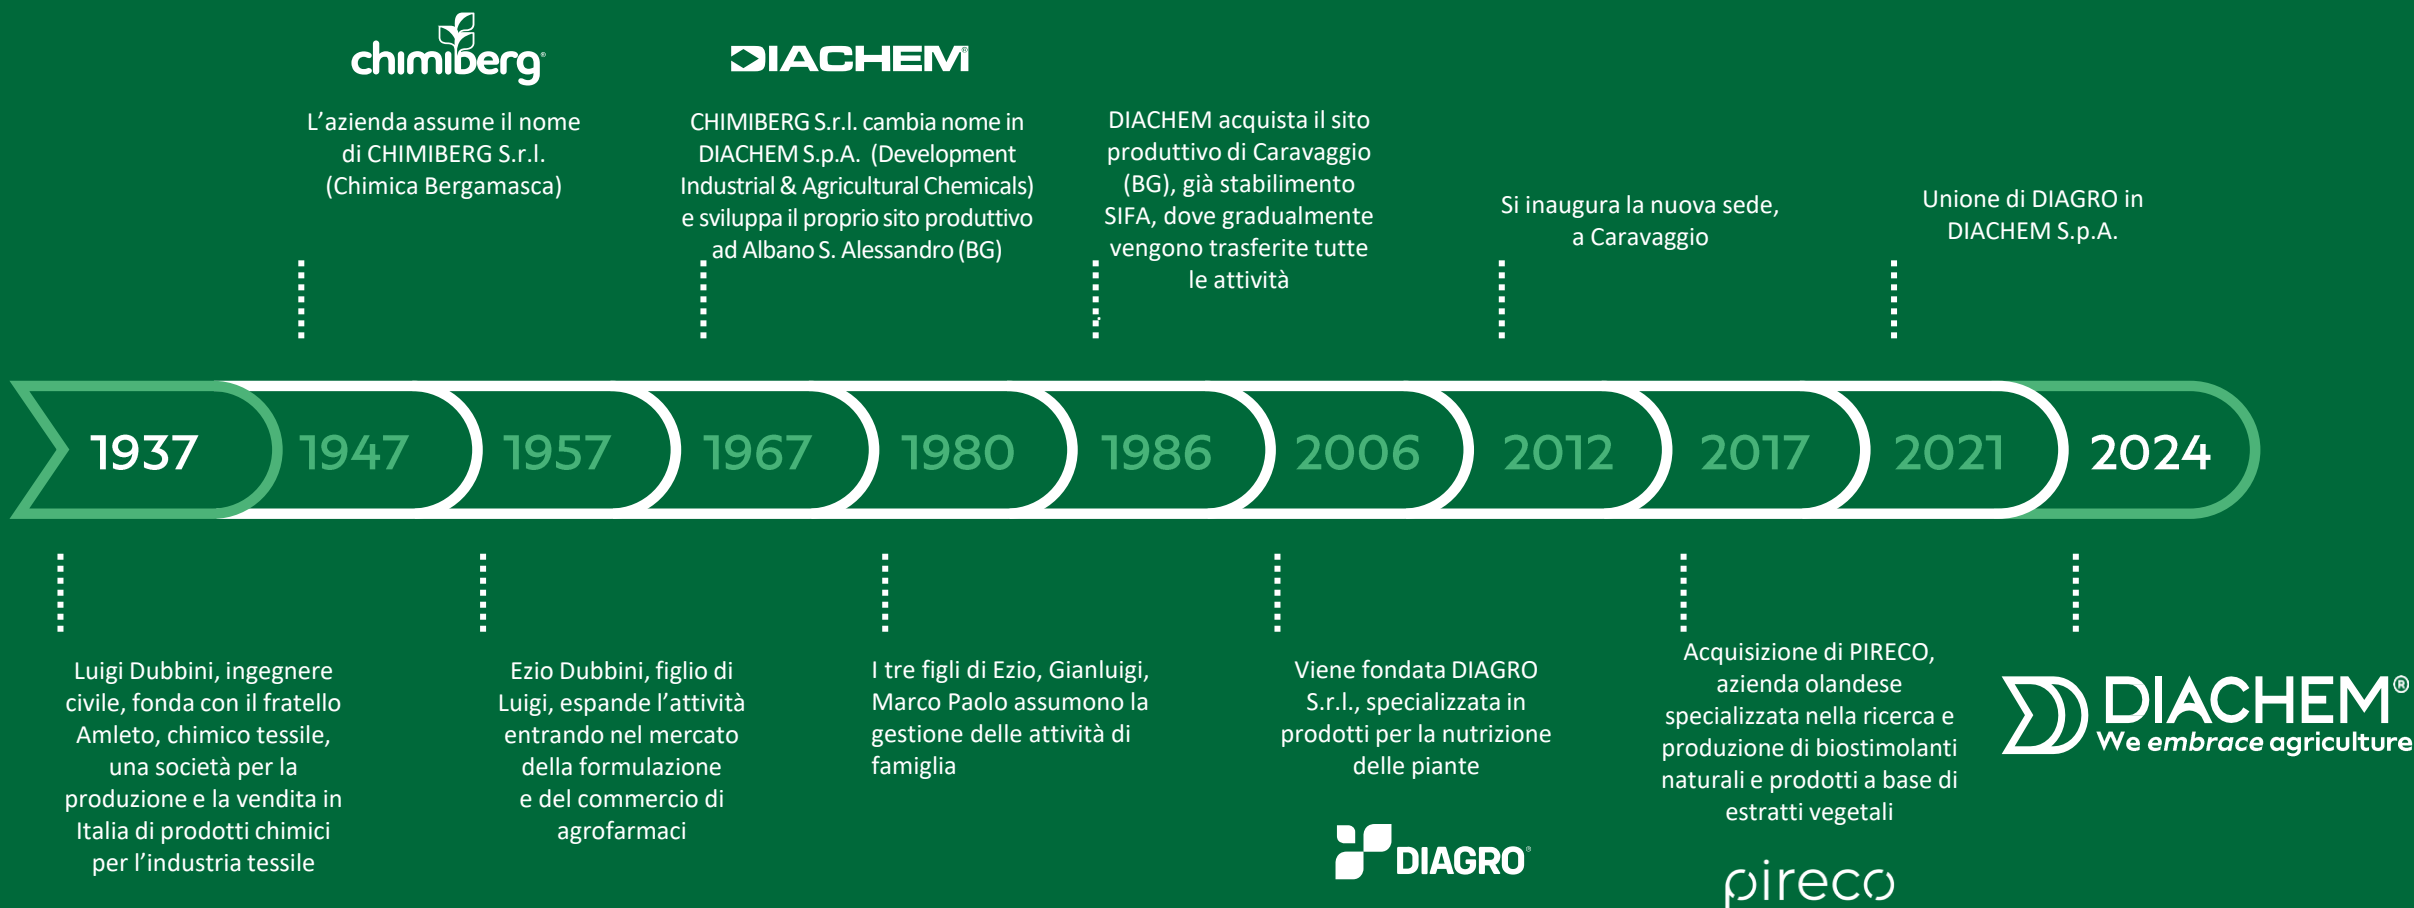 chimiberg®
L’azienda assume il nome
di CHIMIBERG S.r.l.
(Chimica Bergamasca)
DIACHEM®
CHIMIBERG S.r.l. cambia nome in
DIACHEM S.p.A. (Development
Industrial & Agricultural Chemicals)
e sviluppa il proprio sito produttivo
ad Albano S. Alessandro (BG)
DIACHEM acquista il sito
produttivo di Caravaggio
(BG), già stabilimento
SIFA, dove gradualmente
vengono trasferite tutte
le attività
.
Si inaugura la nuova sede,
a Caravaggio
Unione di DIAGRO in
DIACHEM S.p.A.
1937 1947 1957 1967 1980 1986 2006 2012 2017 2021 2024
Luigi Dubbini, ingegnere
civile, fonda con il fratello
Amleto, chimico tessile,
una società per la
produzione e la vendita in
Italia di prodotti chimici
per l’industria tessile
Ezio Dubbini, figlio di
Luigi, espande l’attività
entrando nel mercato
della formulazione
e del commercio di
agrofarmaci
I tre figli di Ezio, Gianluigi,
Marco Paolo assumono la
gestione delle attività di
famiglia
Viene fondata DIAGRO
S.r.l., specializzata in
prodotti per la nutrizione
delle piante
DIAGRO®
Acquisizione di PIRECO,
azienda olandese
specializzata nella ricerca e
produzione di biostimolanti
naturali e prodotti a base di
estratti vegetali
pireco
DIACHEM®
We embrace agriculture